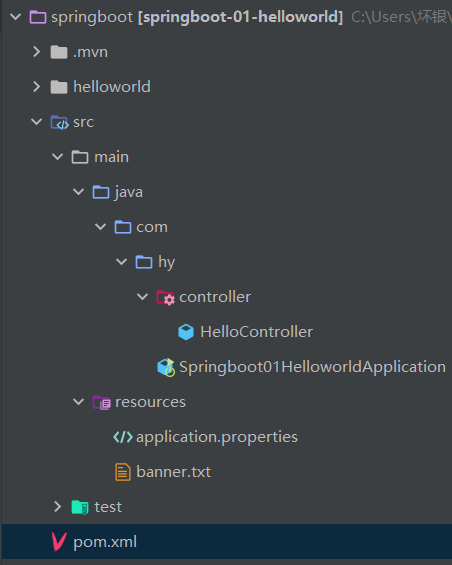 springboot [springboot-01-helloworld] C:\Users\坏银\
.mvn
helloworld
src
main
java
com
hy
controller
HelloController
Springboot01HelloworldApplication
resources
application.properties
banner.txt
test
pom.xml